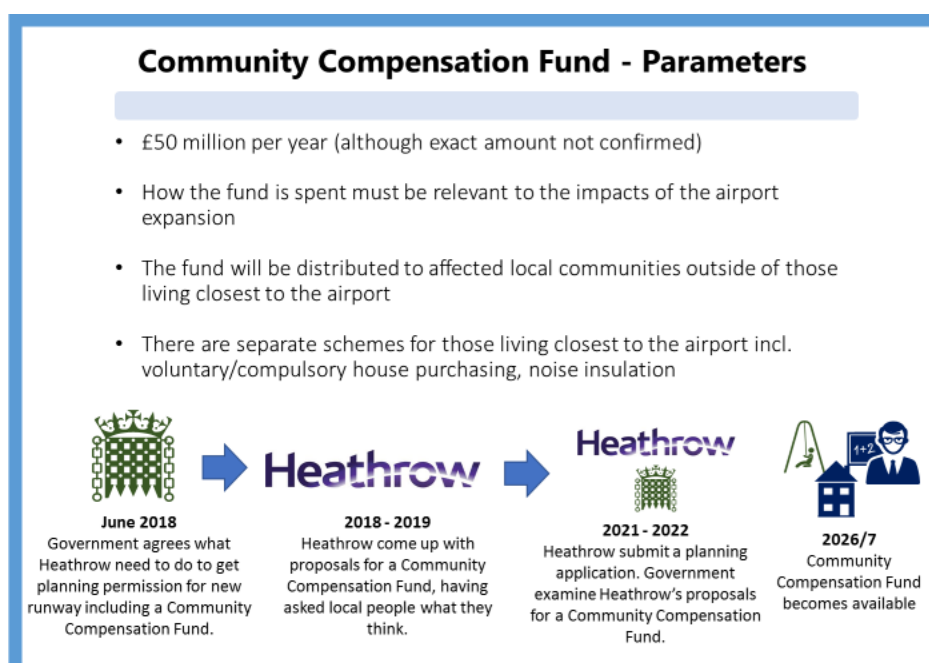 Community Compensation Fund - Parameters
• £50 million per year (although exact amount not confirmed)
• How the fund is spent must be relevant to the impacts of the airport
expansion
• The fund will be distributed to affected local communities outside of those
living closest to the airport
• There are separate schemes for those living closest to the airport incl.
voluntary/compulsory house purchasing, noise insulation
June 2018
Government agrees what
Heathrow need to do to get
planning permission for new
runway including a Community
Compensation Fund.
Heathrow
2018 - 2019
Heathrow come up with
proposals for a Community
Compensation Fund, having
asked local people what they
think.
Heathrow
2021 - 2022
Heathrow submit a planning
application. Government
examine Heathrow's proposals
for a Community Compensation
Fund.
1+2
2026/7
Community
Compensation Fund
becomes available